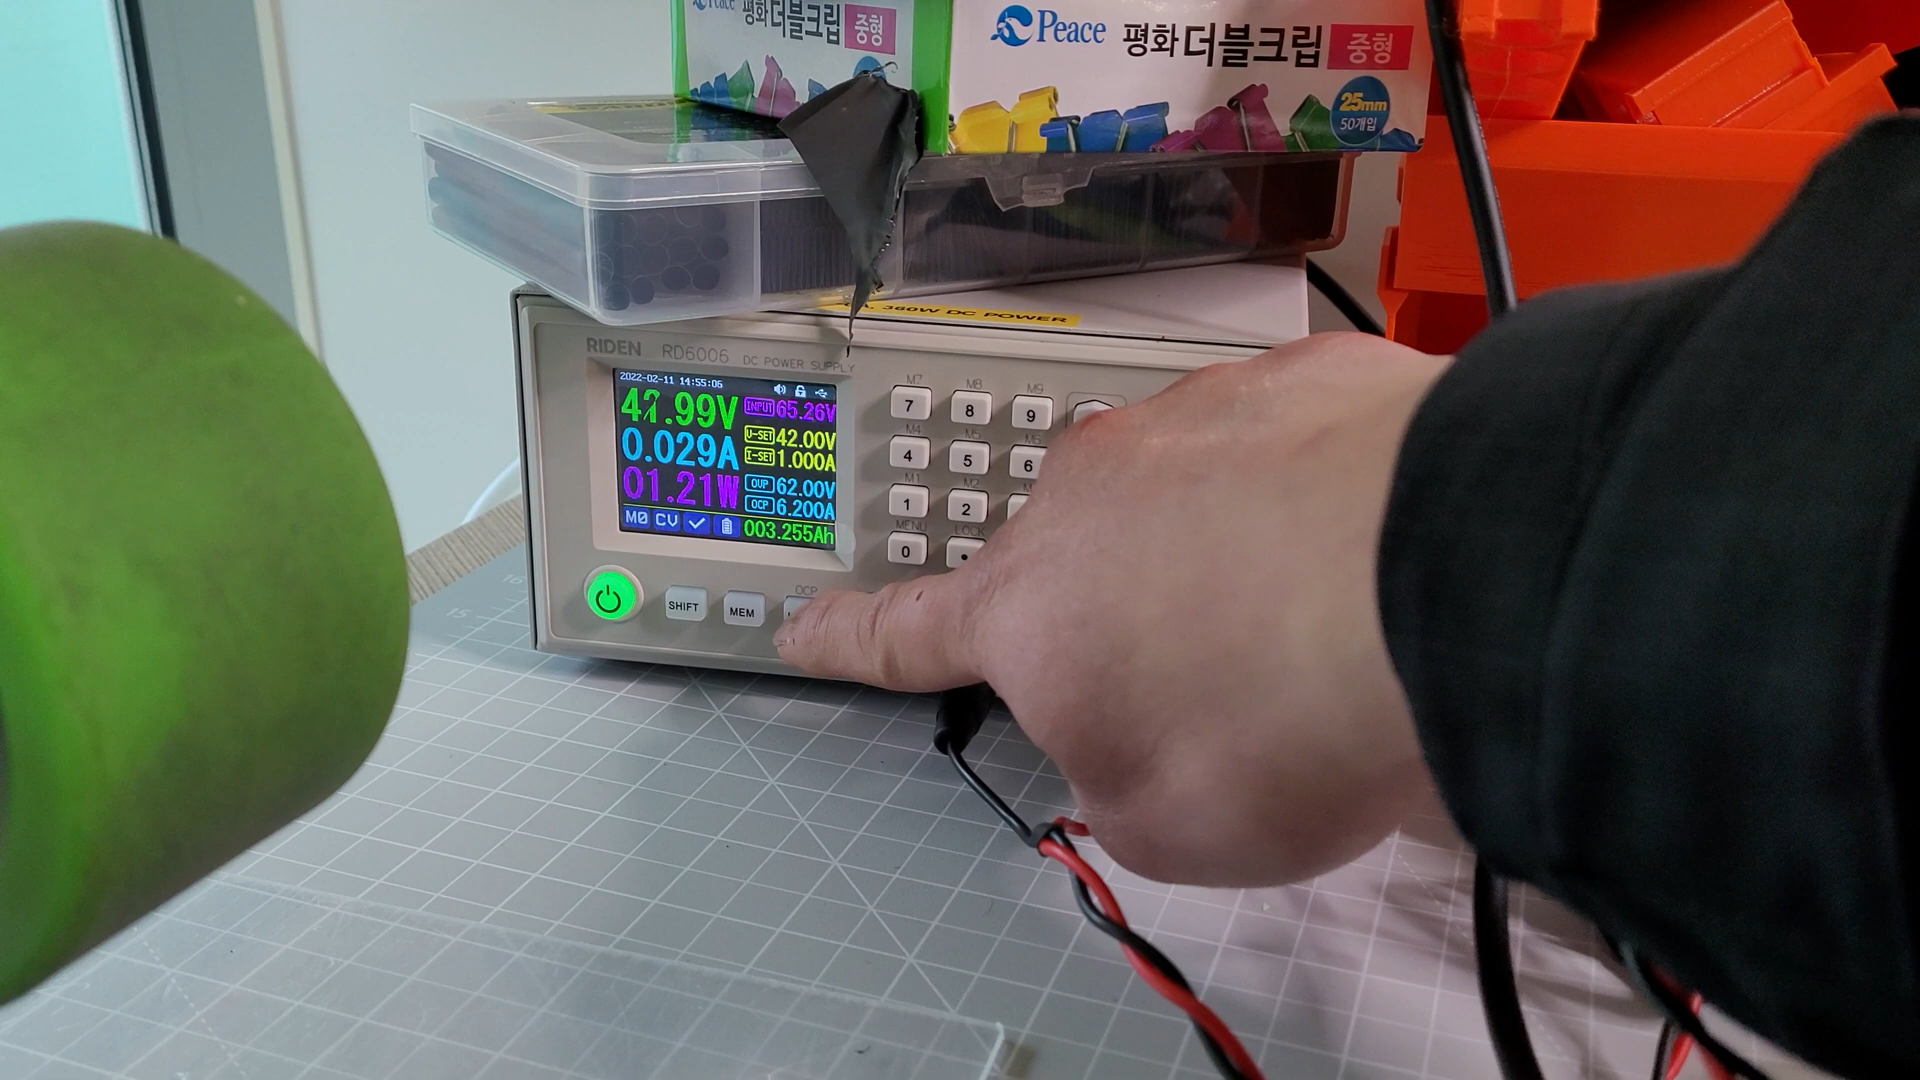 Peace
평화 더블크립 중형
Peace 평화 더블크립 중형
25mm
50개입
360W DC POWER
RIDEN RD6006 DC POWER SUPPLY
2022-02-11 14:55:06
INPUT 65.26V
0.029A
U-SET 42.00V
I-SET 1.000A
01.21W
OVP 62.00V
OCP 6.200A
M0 CV 003.255Ah
M7 M8 M9
7 8 9
M4 M5 M6
4 5 6
M1 M2
1 2
MENU LOCK
0 .
OCP
SHIFT MEM
16
15